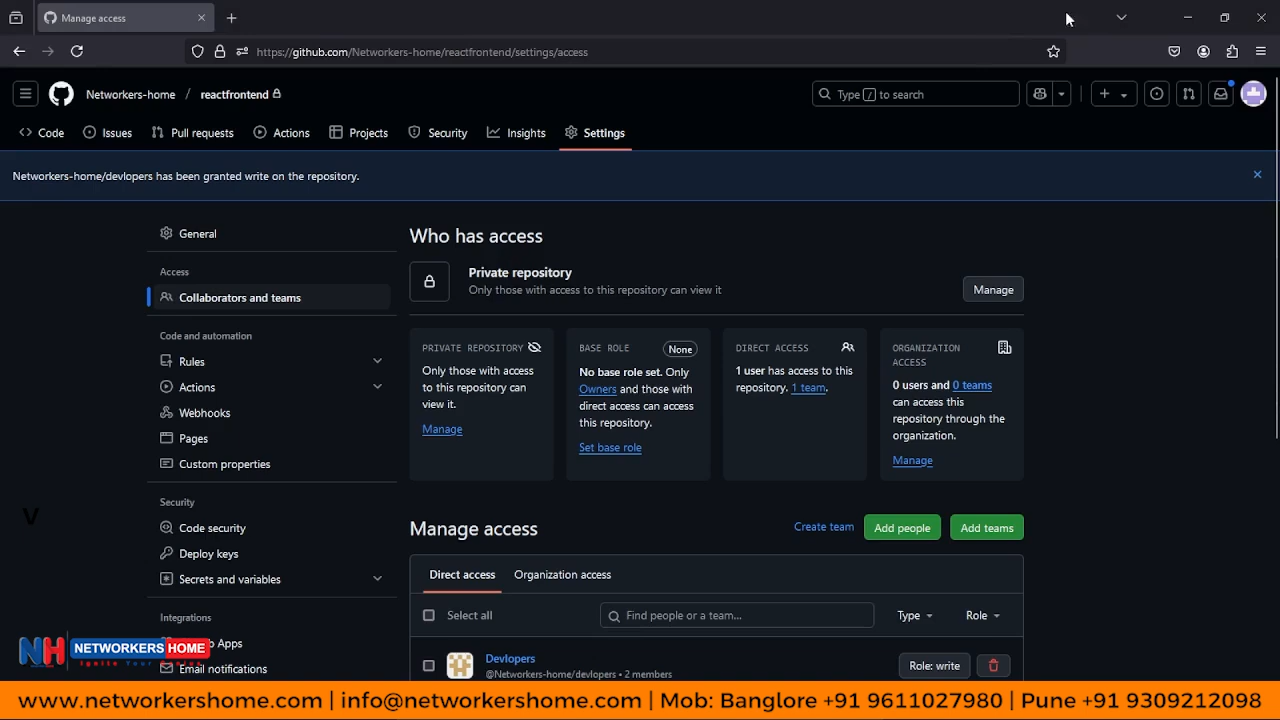 Manage access
https://github.com/Networkers-home/reactfrontend/settings/access
Networkers-home / reactfrontend
Type / to search
Code Issues Pull requests Actions Projects Security Insights Settings
Networkers-home/devlopers has been granted write on the repository.
General
Access
Collaborators and teams
Code and automation
Rules
Actions
Webhooks
Pages
Custom properties
Security
Code security
Deploy keys
Secrets and variables
Integrations
Apps
Email notifications
Who has access
Private repository
Only those with access to this repository can view it
Manage
PRIVATE REPOSITORY
Only those with access
to this repository can
view it.
Manage
BASE ROLE None
No base role set. Only
Owners and those with
direct access can access
this repository.
Set base role
DIRECT ACCESS
1 user has access to this
repository. 1 team.
ORGANIZATION
ACCESS
0 users and 0 teams
can access this
repository through the
organization.
Manage
Manage access
Create team Add people Add teams
Direct access Organization access
Select all Find people or a team... Type Role
Devlopers
@Networkers-home/devlopers • 2 members
Role: write
V
NH NETWORKERS HOME
www.networkershome.com | info@networkershome.com | Mob: Banglore +91 9611027980 | Pune +91 9309212098